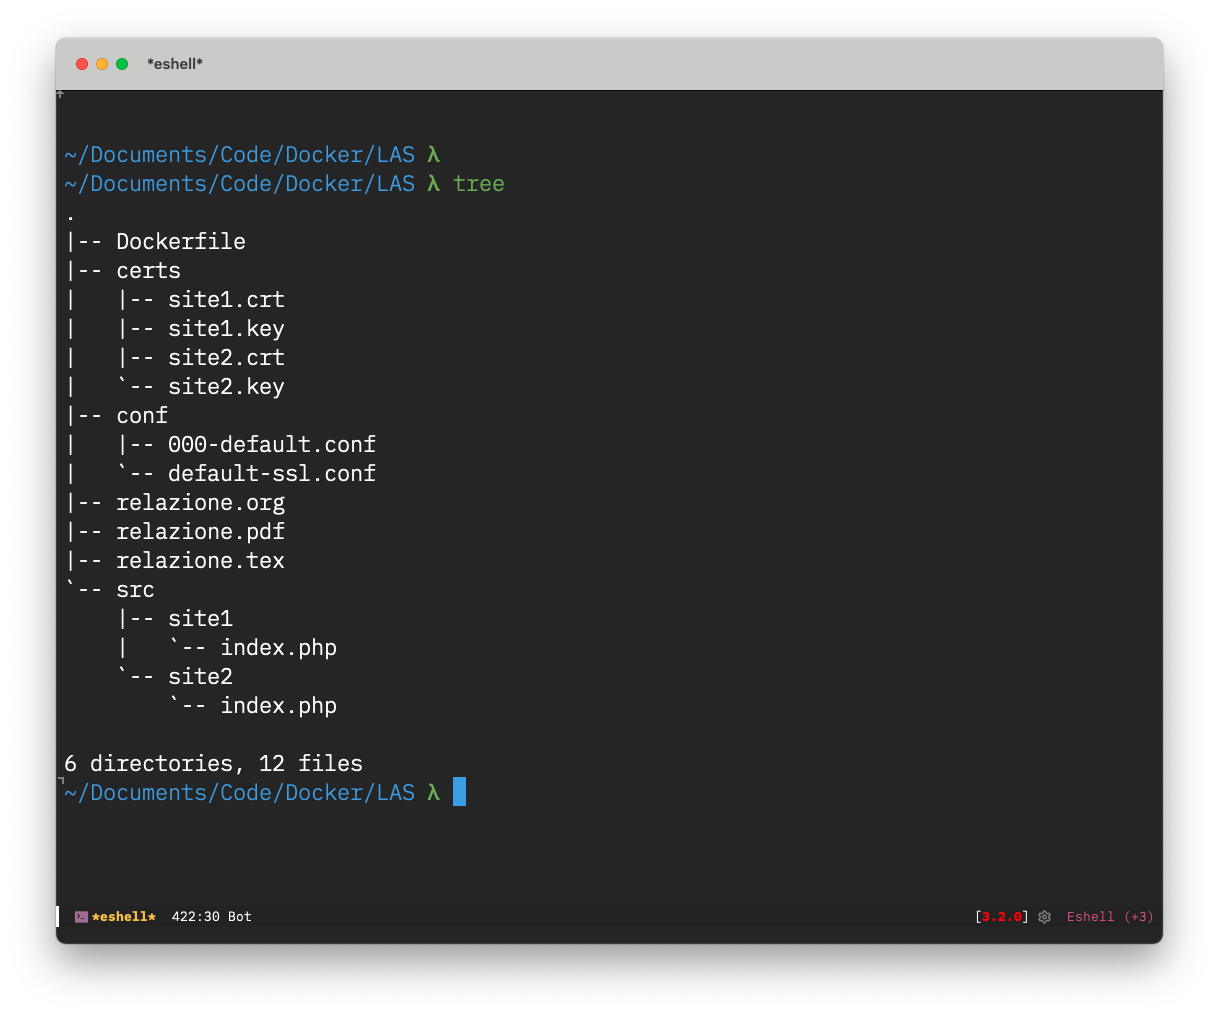 *eshell*
~/Documents/Code/Docker/LAS λ
~/Documents/Code/Docker/LAS λ tree
.
|-- Dockerfile
|-- certs
|   |-- site1.crt
|   |-- site1.key
|   |-- site2.crt
|   `-- site2.key
|-- conf
|   |-- 000-default.conf
|   `-- default-ssl.conf
|-- relazione.org
|-- relazione.pdf
|-- relazione.tex
`-- src
    |-- site1
    |   `-- index.php
    `-- site2
        `-- index.php
6 directories, 12 files
~/Documents/Code/Docker/LAS λ
*eshell* 422:30 Bot [3.2.0] Eshell (+3)